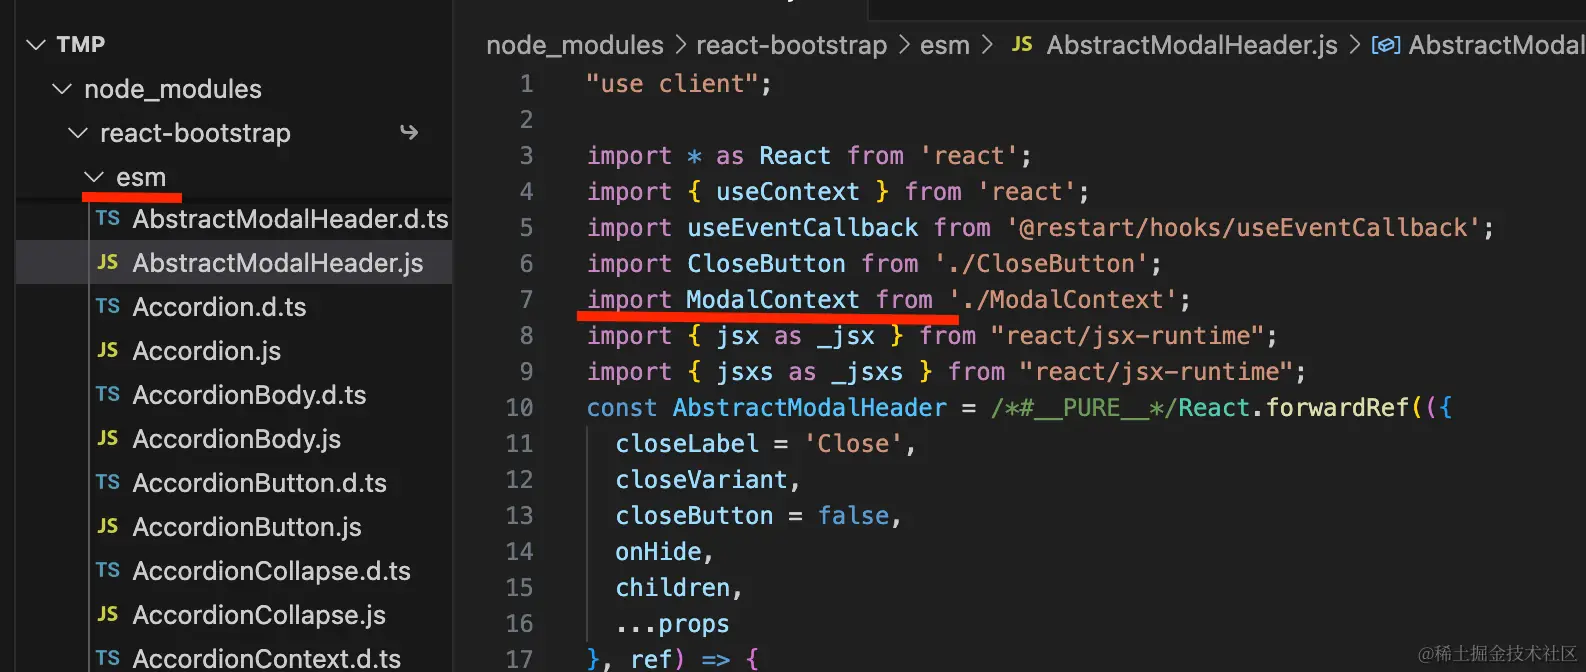 TMP
node_modules
react-bootstrap
esm
TS AbstractModalHeader.d.ts
JS AbstractModalHeader.js
TS Accordion.d.ts
JS Accordion.js
TS AccordionBody.d.ts
JS AccordionBody.js
TS AccordionButton.d.ts
JS AccordionButton.js
TS AccordionCollapse.d.ts
JS AccordionCollapse.js
TS AccordionContext.d.ts
node_modules > react-bootstrap > esm > JS AbstractModalHeader.js > AbstractModal
1 "use client";
2
3 import * as React from 'react';
4 import { useContext } from 'react';
5 import useEventCallback from '@restart/hooks/useEventCallback';
6 import CloseButton from './CloseButton';
7 import ModalContext from './ModalContext';
8 import { jsx as _jsx } from "react/jsx-runtime";
9 import { jsxs as _jsxs } from "react/jsx-runtime";
10 const AbstractModalHeader = /*#__PURE__*/React.forwardRef(({
11 closeLabel = 'Close',
12 closeVariant,
13 closeButton = false,
14 onHide,
15 children,
16 ...props
17 }, ref) => {
@稀土掘金技术社区